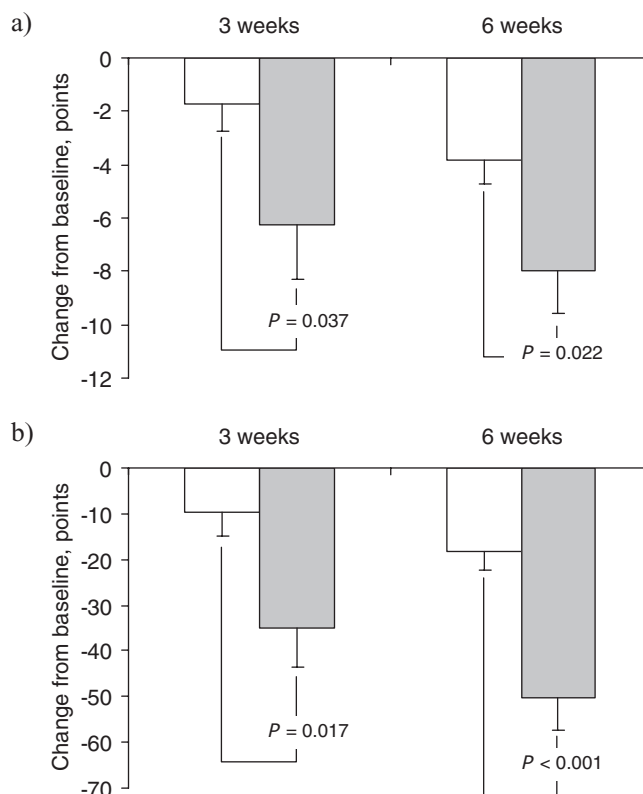 a)
3 weeks
6 weeks
Change from baseline, points
0
-2
-4
-6
-8
-10
-12
P = 0.037
P = 0.022
b)
3 weeks
6 weeks
Change from baseline, points
0
-10
-20
-30
-40
-50
-60
-70
P = 0.017
P < 0.001